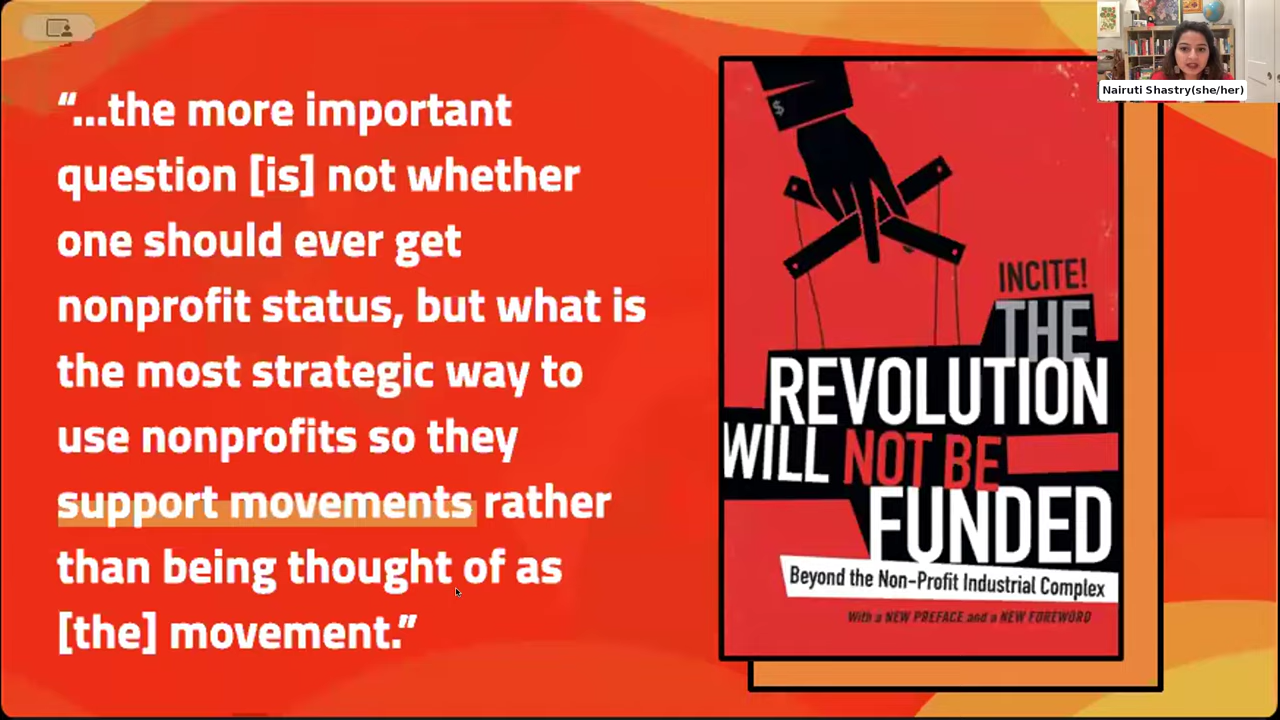 “...the more important
question [is] not whether
one should ever get
nonprofit status, but what is
the most strategic way to
use nonprofits so they
support movements rather
than being thought of as
[the] movement.”
$
INCITE!
THE
REVOLUTION
WILL NOT BE
FUNDED
Beyond the Non-Profit Industrial Complex
With a NEW PREFACE and a NEW FOREWORD
Nairuti Shastry(she/her)